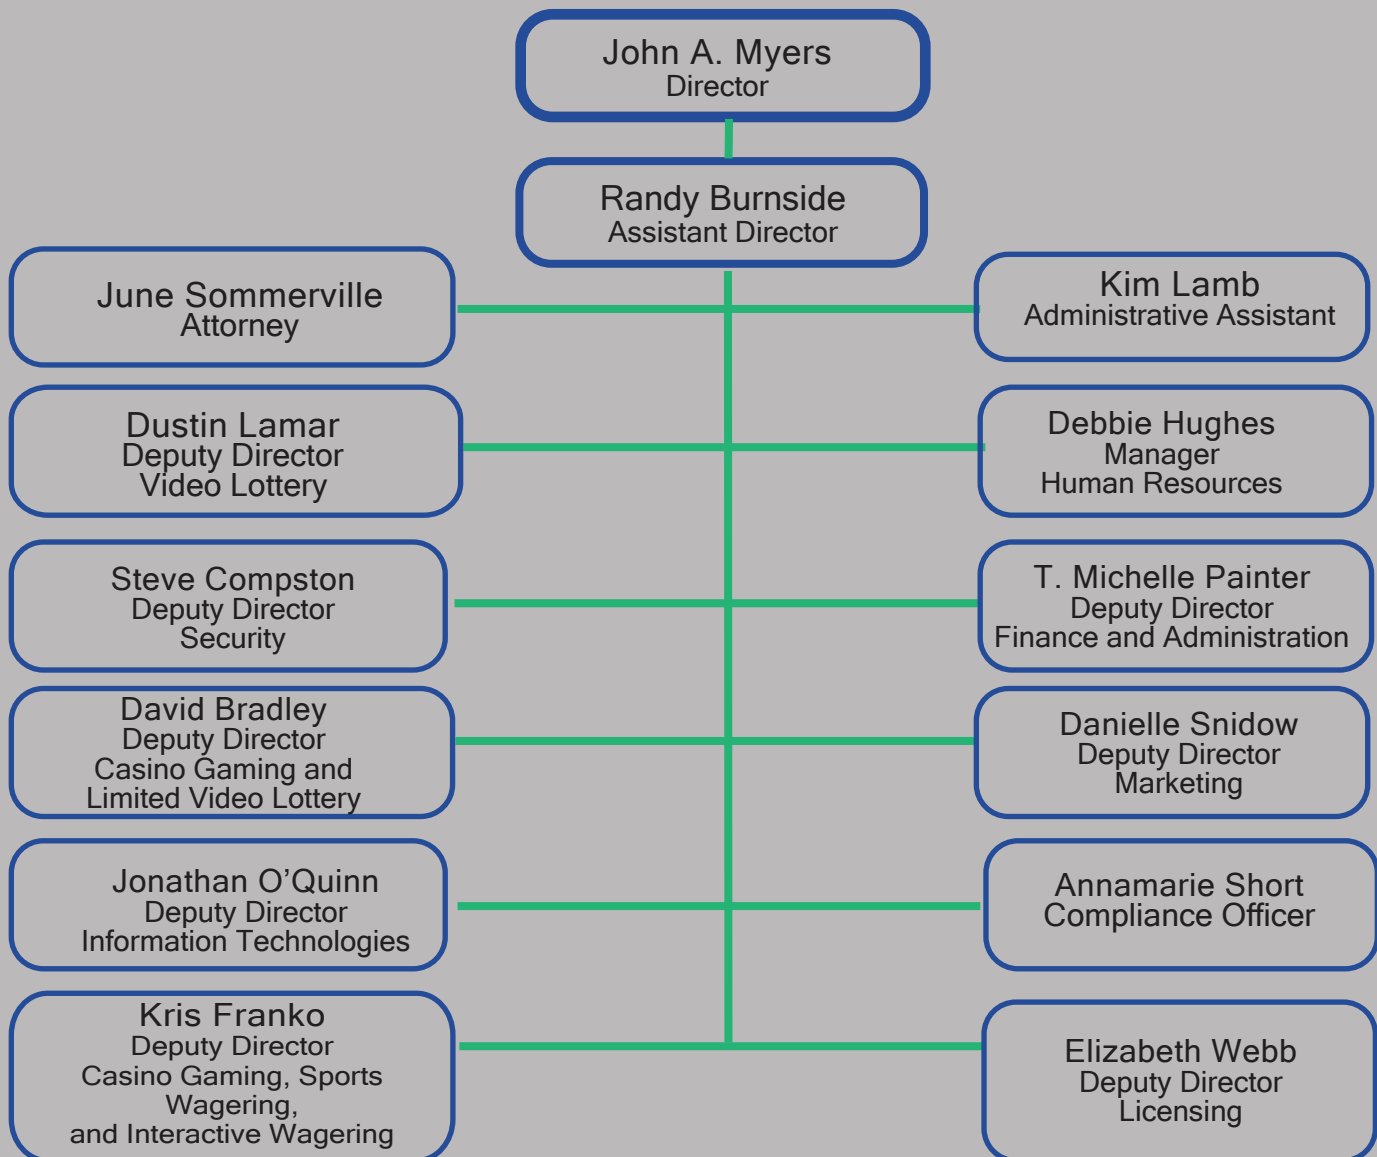 John A. Myers
Director
Randy Burnside
Assistant Director
June Sommerville
Attorney
Kim Lamb
Administrative Assistant
Dustin Lamar
Deputy Director
Video Lottery
Debbie Hughes
Manager
Human Resources
Steve Compston
Deputy Director
Security
T. Michelle Painter
Deputy Director
Finance and Administration
David Bradley
Deputy Director
Casino Gaming and
Limited Video Lottery
Danielle Snidow
Deputy Director
Marketing
Jonathan O’Quinn
Deputy Director
Information Technologies
Annamarie Short
Compliance Officer
Kris Franko
Deputy Director
Casino Gaming, Sports
Wagering,
and Interactive Wagering
Elizabeth Webb
Deputy Director
Licensing